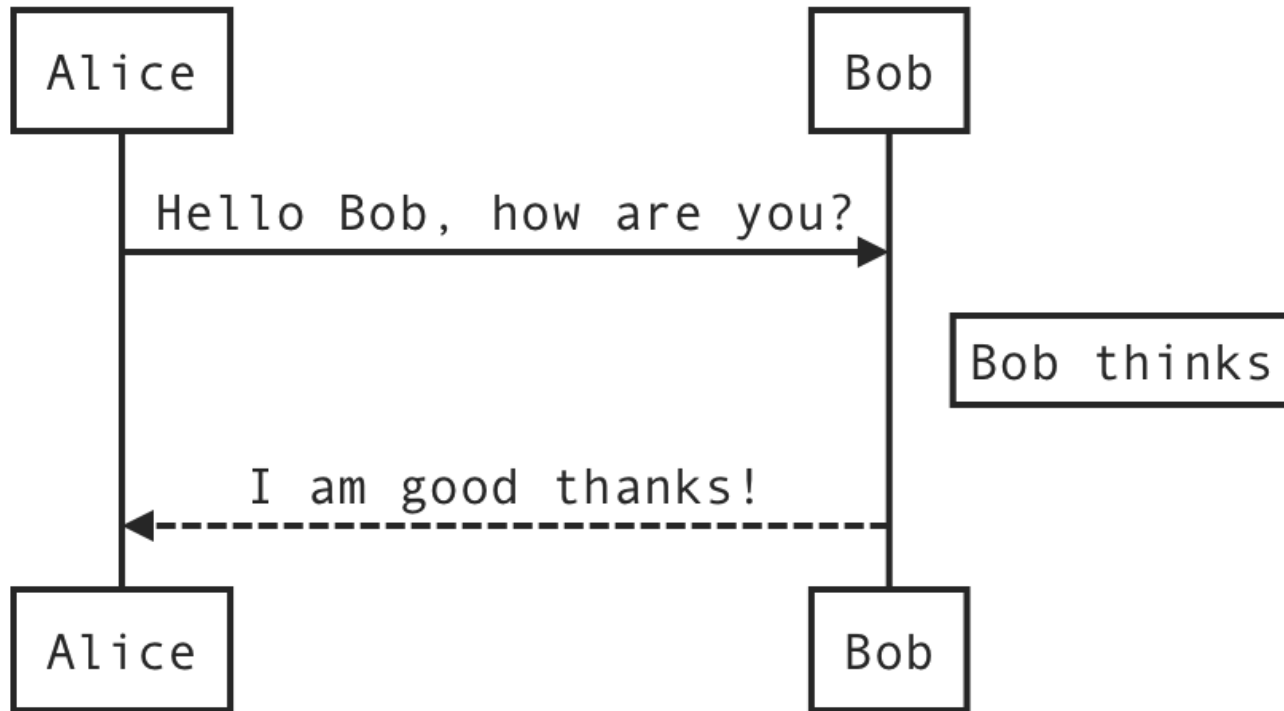 Alice
Bob
Hello Bob, how are you?
Bob thinks
I am good thanks!
Alice
Bob